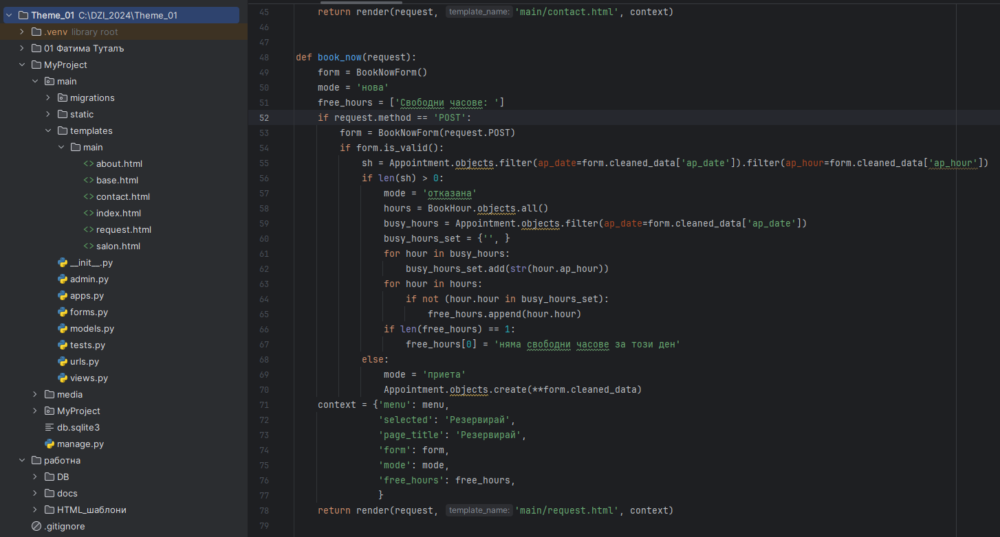 Theme_01 C:\DZI_2024\Theme_01
.venv library root
01 Фатима Туталъ
MyProject
main
migrations
static
templates
main
about.html
base.html
contact.html
index.html
request.html
salon.html
__init__.py
admin.py
apps.py
forms.py
models.py
tests.py
urls.py
views.py
media
MyProject
db.sqlite3
manage.py
работна
DB
docs
HTML_шаблони
.gitignore
45 return render(request, template_name: 'main/contact.html', context)
46
47
48 def book_now(request):
49 form = BookNowForm()
50 mode = 'нова'
51 free_hours = ['Свободни часове: ']
52 if request.method == 'POST':
53 form = BookNowForm(request.POST)
54 if form.is_valid():
55 sh = Appointment.objects.filter(ap_date=form.cleaned_data['ap_date']).filter(ap_hour=form.cleaned_data['ap_hour'])
56 if len(sh) > 0:
57 mode = 'отказана'
58 hours = BookHour.objects.all()
59 busy_hours = Appointment.objects.filter(ap_date=form.cleaned_data['ap_date'])
60 busy_hours_set = {'', }
61 for hour in busy_hours:
62 busy_hours_set.add(str(hour.ap_hour))
63 for hour in hours:
64 if not (hour.hour in busy_hours_set):
65 free_hours.append(hour.hour)
66 if len(free_hours) == 1:
67 free_hours[0] = 'няма свободни часове за този ден'
68 else:
69 mode = 'приета'
70 Appointment.objects.create(**form.cleaned_data)
71 context = {'menu': menu,
72 'selected': 'Резервирай',
73 'page_title': 'Резервирай',
74 'form': form,
75 'mode': mode,
76 'free_hours': free_hours,
77 }
78 return render(request, template_name: 'main/request.html', context)
79